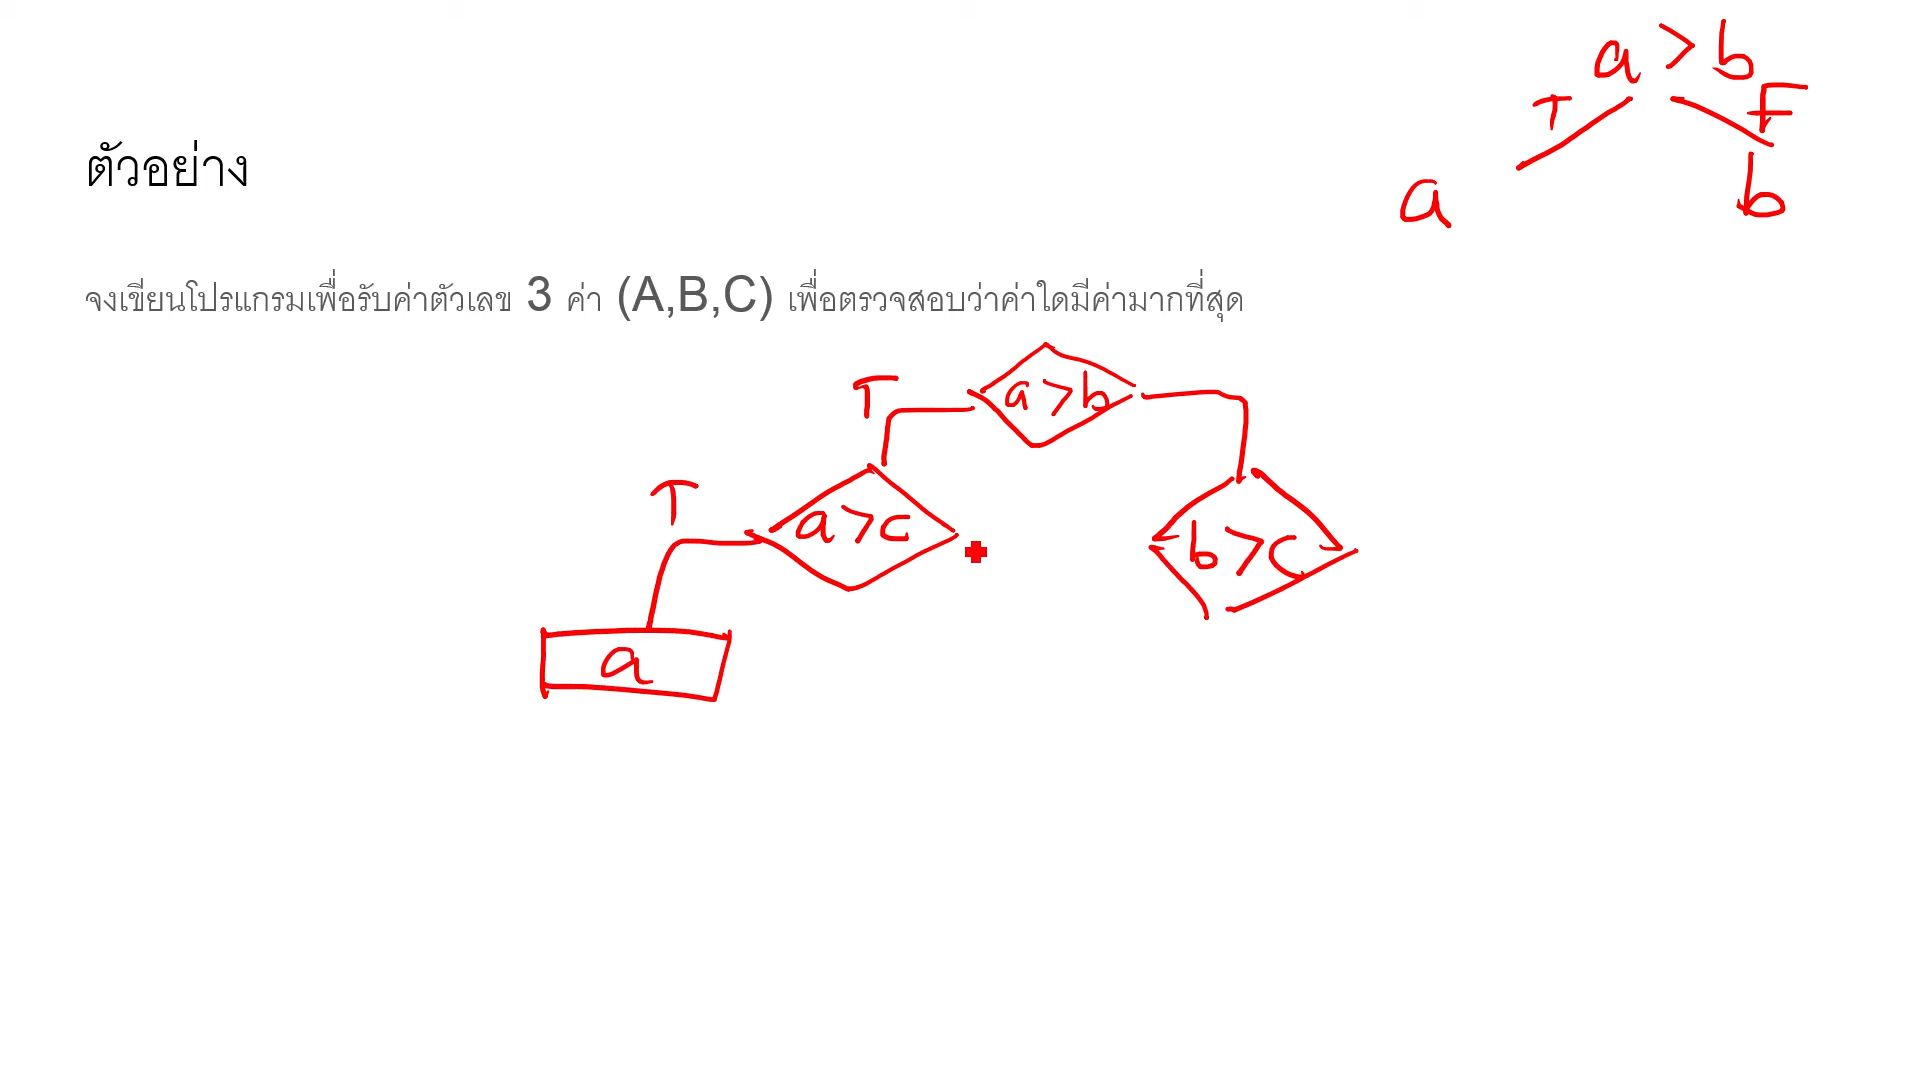 a > b
T F
a b
ตัวอย่าง
จงเขียนโปรแกรมเพื่อรับค่าตัวเลข 3 ค่า (A,B,C) เพื่อตรวจสอบว่าค่าใดมีค่ามากที่สุด
T a>b
T a>c b>c
a